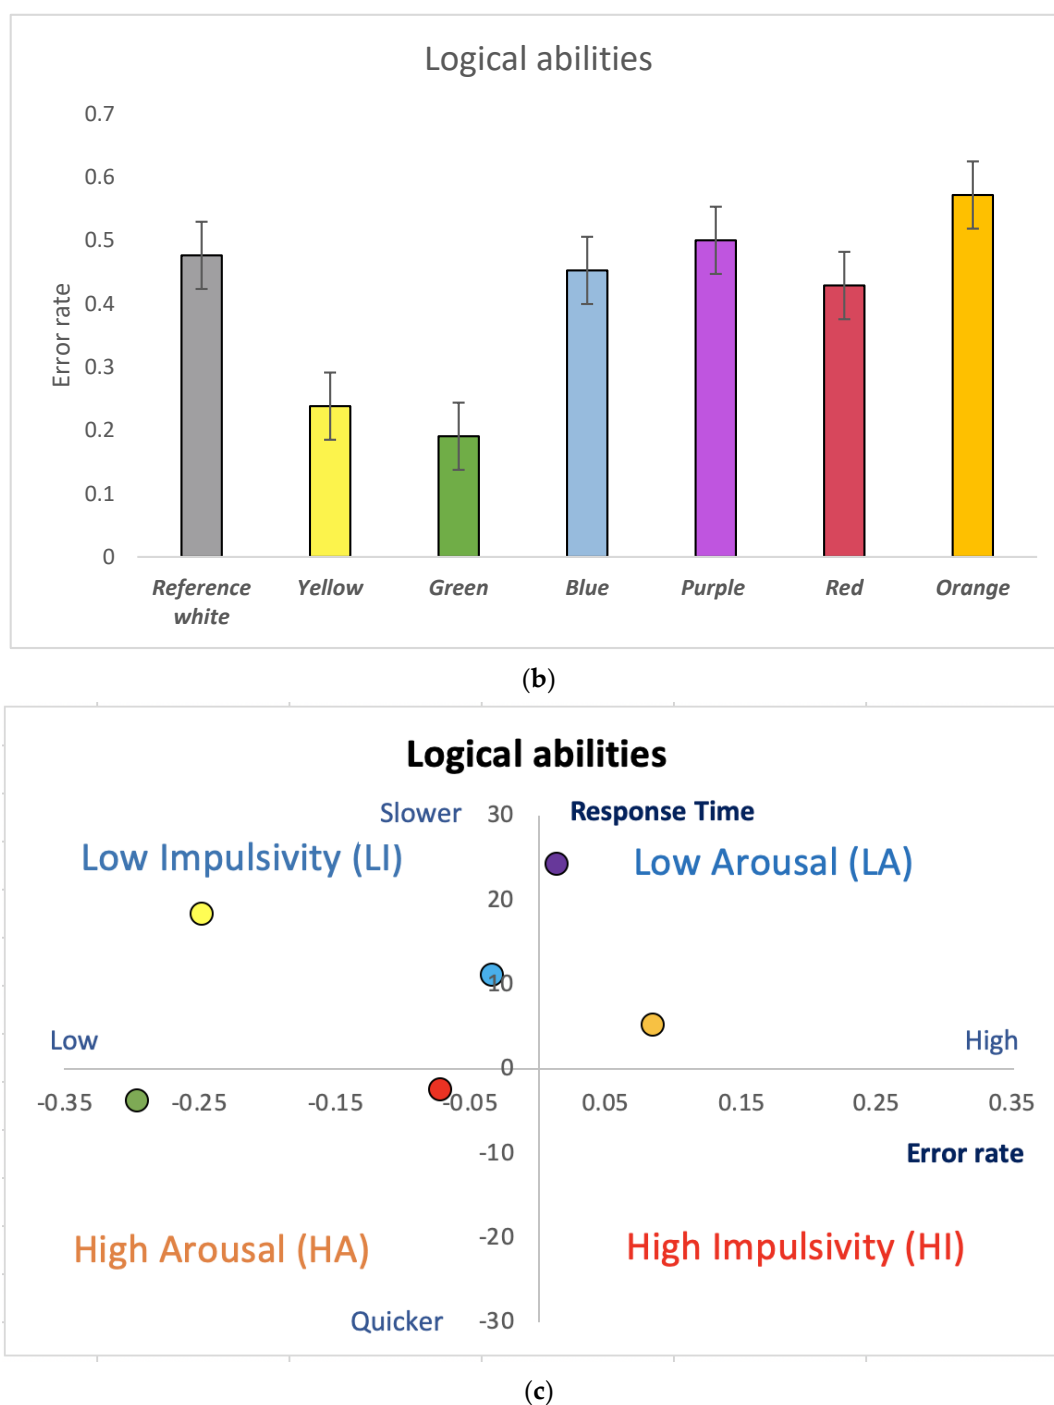 Logical abilities
0.7
0.6
0.5
0.4
0.3
0.2
0.1
0
Error rate
Reference white
Yellow
Green
Blue
Purple
Red
Orange
(b)
Logical abilities
Slower
30
Response Time
Low Impulsivity (LI)
Low Arousal (LA)
20
10
Low
High
0
-0.35
-0.25
-0.15
-0.05
0.05
0.15
0.25
0.35
-10
Error rate
-20
High Arousal (HA)
High Impulsivity (HI)
Quicker
-30
(c)